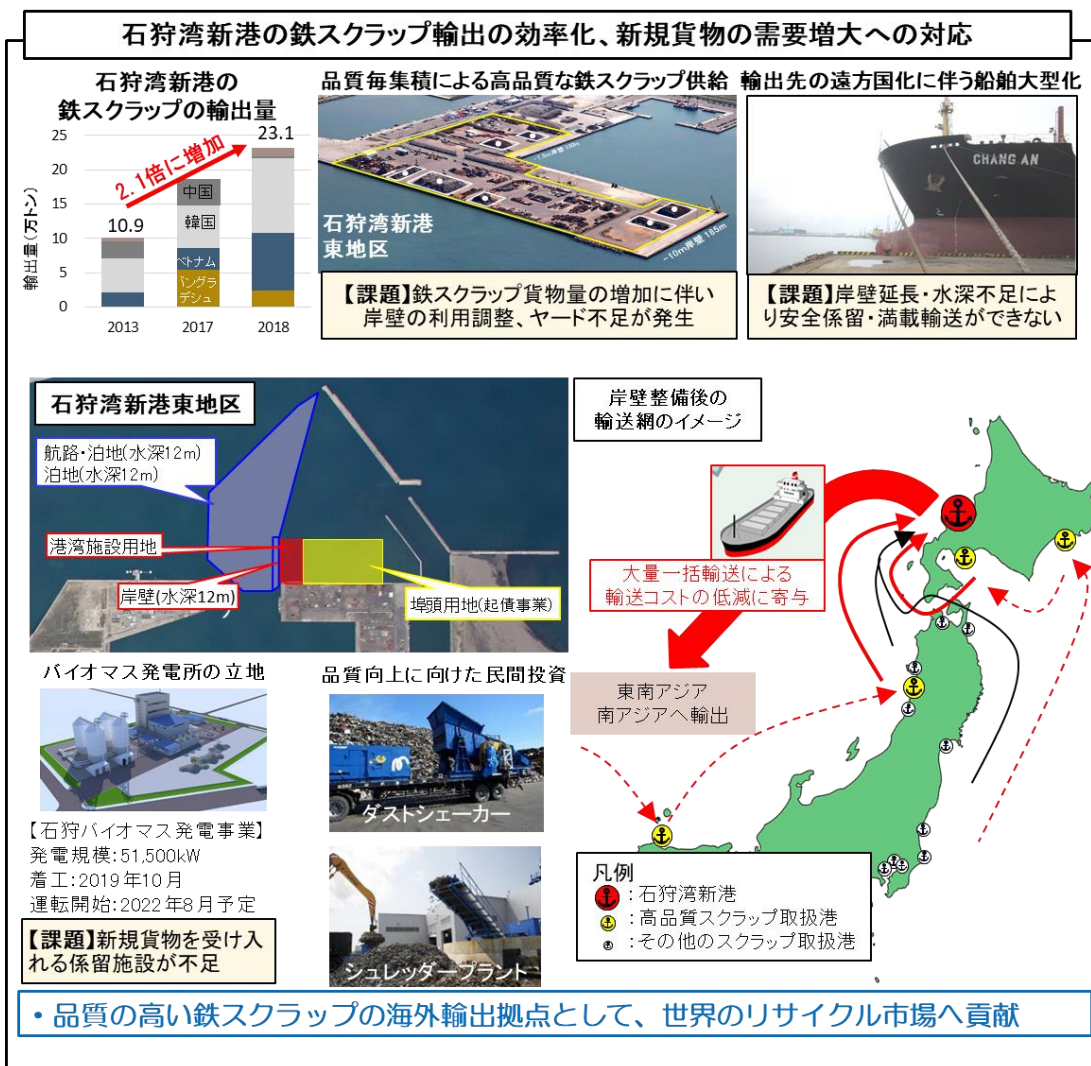 石狩湾新港の鉄スクラップ輸出の効率化、新規貨物の需要増大への対応
石狩湾新港の
鉄スクラップの輸出量
輸出量(万トン)
25
20
15
10
5
0
10.9
2.1倍に増加
23.1
中国
韓国
ベトナム
バングラ
デシュ
2013
2017
2018
品質毎集積による高品質な鉄スクラップ供給
-7.5m岸壁 130m
石狩湾新港
東地区
-10m岸壁 185m
【課題】鉄スクラップ貨物量の増加に伴い
岸壁の利用調整、ヤード不足が発生
輸出先の遠方国化に伴う船舶大型化
CHANG AN
【課題】岸壁延長・水深不足によ
り安全係留・満載輸送ができない
石狩湾新港東地区
航路・泊地(水深12m)
泊地(水深12m)
港湾施設用地
岸壁(水深12m)
埠頭用地(起債事業)
岸壁整備後の
輸送網のイメージ
大量一括輸送による
輸送コストの低減に寄与
東南アジア
南アジアへ輸出
バイオマス発電所の立地
【石狩バイオマス発電事業】
発電規模:51,500kW
着工:2019年10月
運転開始:2022年8月予定
【課題】新規貨物を受け入
れる係留施設が不足
品質向上に向けた民間投資
ダストシェーカー
シュレッダープラント
凡例
:石狩湾新港
:高品質スクラップ取扱港
:その他のスクラップ取扱港
・品質の高い鉄スクラップの海外輸出拠点として、世界のリサイクル市場へ貢献